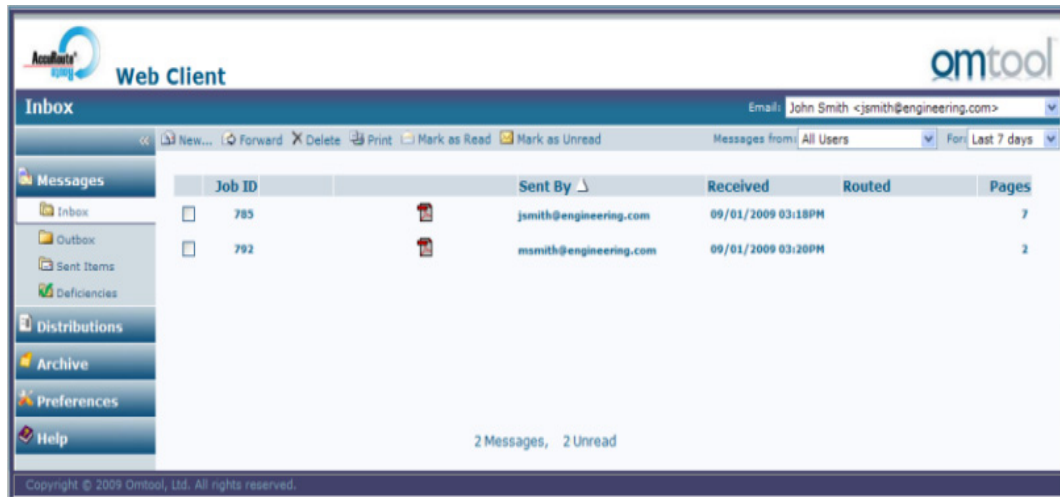 AccuRoute
Web Client
omtool
Inbox
Email: John Smith <jsmith@engineering.com>
« New... Forward Delete Print Mark as Read Mark as Unread Messages from: All Users For: Last 7 days
Messages
Inbox
Outbox
Sent Items
Deficiencies
Distributions
Archive
Preferences
Help
Job ID Sent By Received Routed Pages
785 jsmith@engineering.com 09/01/2009 03:18PM 7
792 msmith@engineering.com 09/01/2009 03:20PM 2
2 Messages, 2 Unread
Copyright © 2009 Omtool, Ltd. All rights reserved.